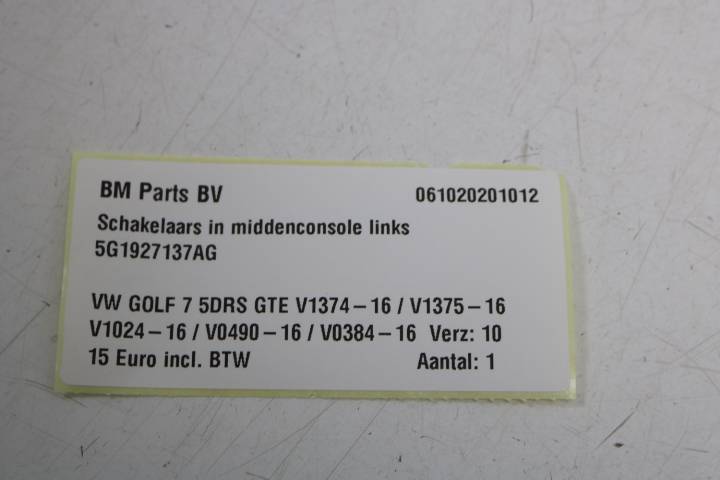 BM Parts BV 061020201012
Schakelaars in middenconsole links
5G1927137AG
VW GOLF 7 5DRS GTE V1374-16 / V1375-16
V1024-16 / V0490-16 / V0384-16 Verz: 10
15 Euro incl. BTW Aantal: 1